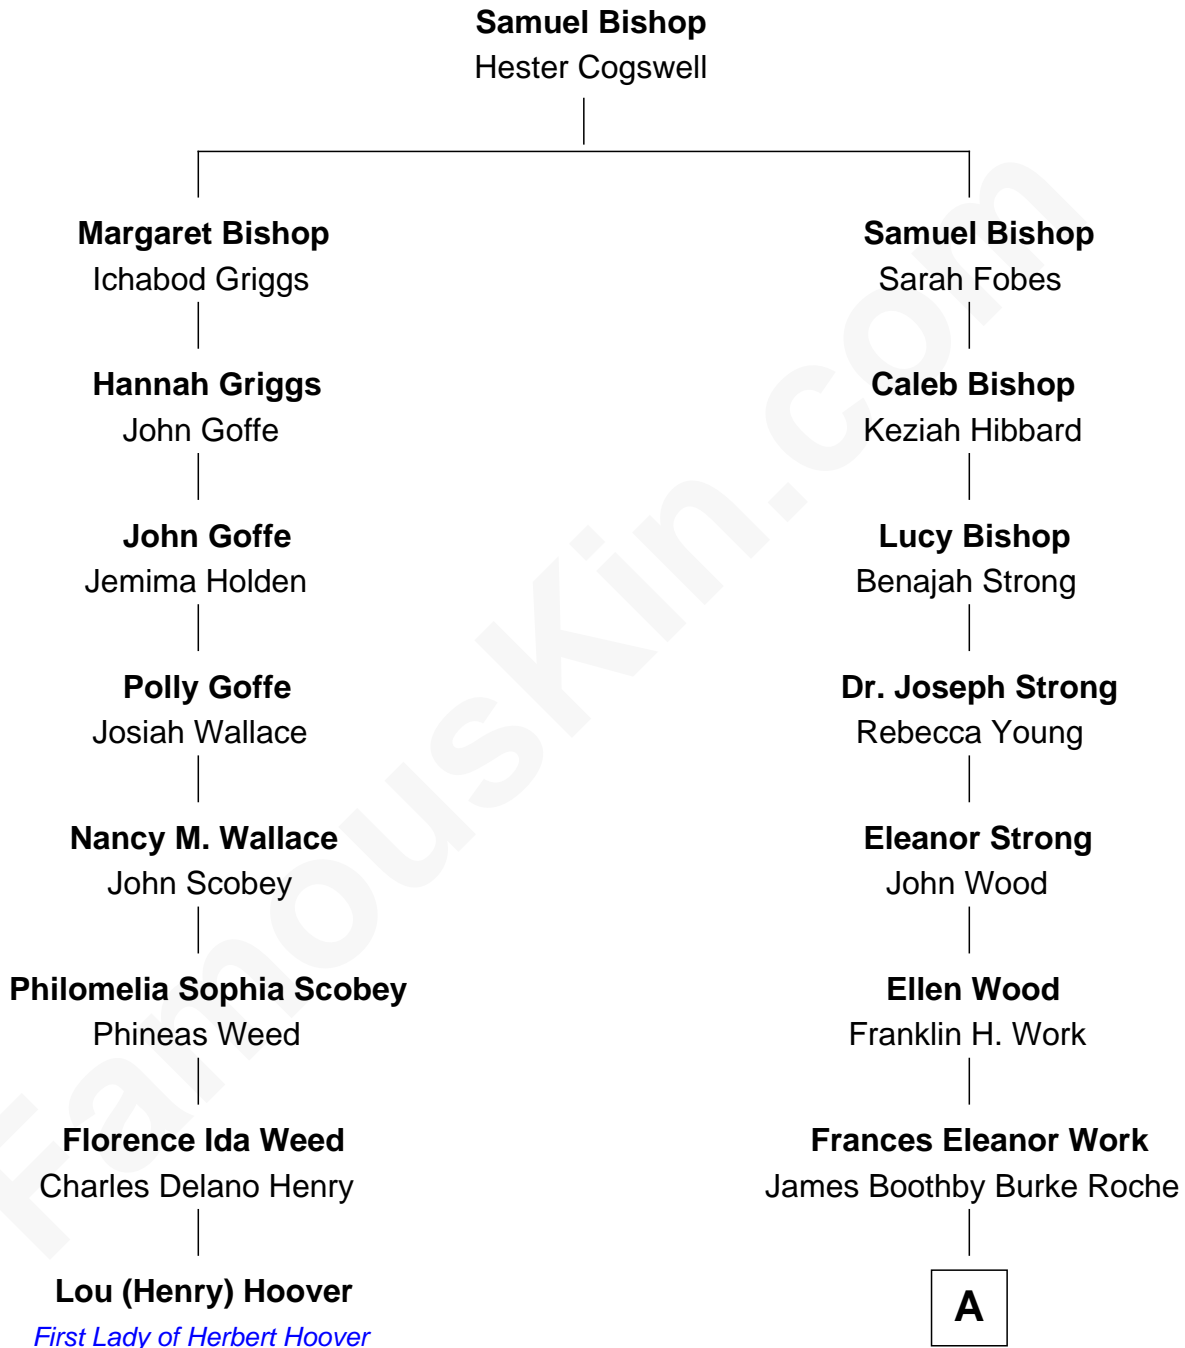 Samuel Bishop
Hester Cogswell
Margaret Bishop
Ichabod Griggs
Samuel Bishop
Sarah Fobes
Hannah Griggs
John Goffe
Caleb Bishop
Keziah Hibbard
John Goffe
Jemima Holden
Lucy Bishop
Benajah Strong
Polly Goffe
Josiah Wallace
Dr. Joseph Strong
Rebecca Young
Nancy M. Wallace
John Scobey
Eleanor Strong
John Wood
Philomelia Sophia Scobey
Phineas Weed
Ellen Wood
Franklin H. Work
Florence Ida Weed
Charles Delano Henry
Frances Eleanor Work
James Boothby Burke Roche
Lou (Henry) Hoover
First Lady of Herbert Hoover
A
FamousKin.com